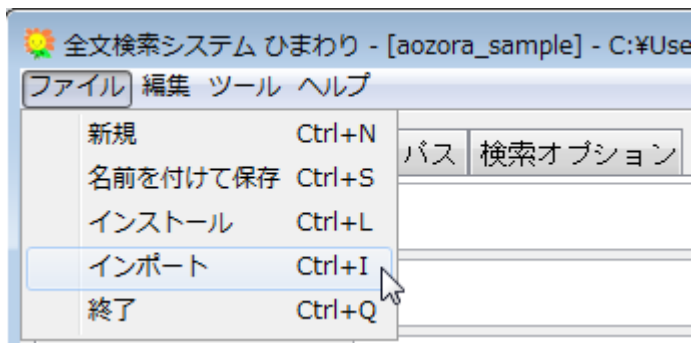 全文検索システム ひまわり - [aozora_sample] - C:¥Use
ファイル 編集 ツール ヘルプ
新規 Ctrl+N
名前を付けて保存 Ctrl+S
インストール Ctrl+L
インポート Ctrl+I
終了 Ctrl+Q
パス 検索オプション